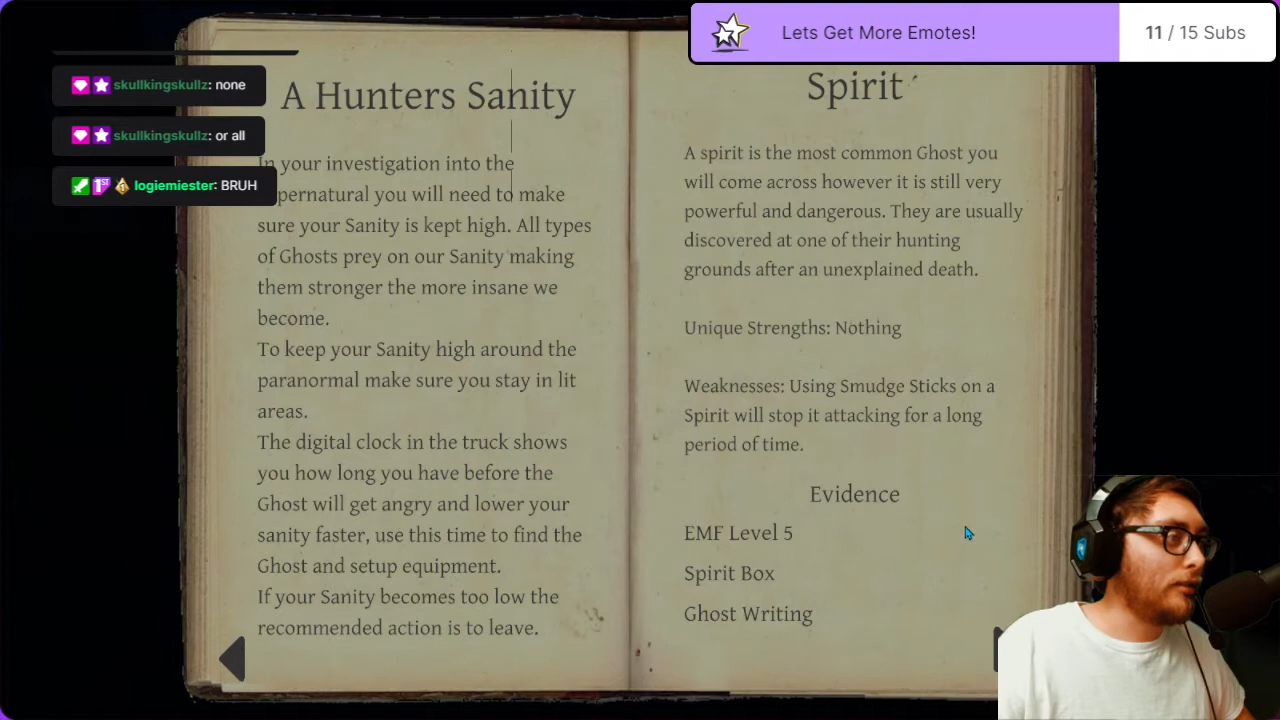 Lets Get More Emotes!
11 / 15 Subs
skullkingskullz: none
skullkingskullz: or all
logiemiester: BRUH
A Hunters Sanity
In your investigation into the
supernatural you will need to make
sure your Sanity is kept high. All types
of Ghosts prey on our Sanity making
them stronger the more insane we
become.
To keep your Sanity high around the
paranormal make sure you stay in lit
areas.
The digital clock in the truck shows
you how long you have before the
Ghost will get angry and lower your
sanity faster, use this time to find the
Ghost and setup equipment.
If your Sanity becomes too low the
recommended action is to leave.
Spirit
A spirit is the most common Ghost you
will come across however it is still very
powerful and dangerous. They are usually
discovered at one of their hunting
grounds after an unexplained death.
Unique Strengths: Nothing
Weaknesses: Using Smudge Sticks on a
Spirit will stop it attacking for a long
period of time.
Evidence
EMF Level 5
Spirit Box
Ghost Writing